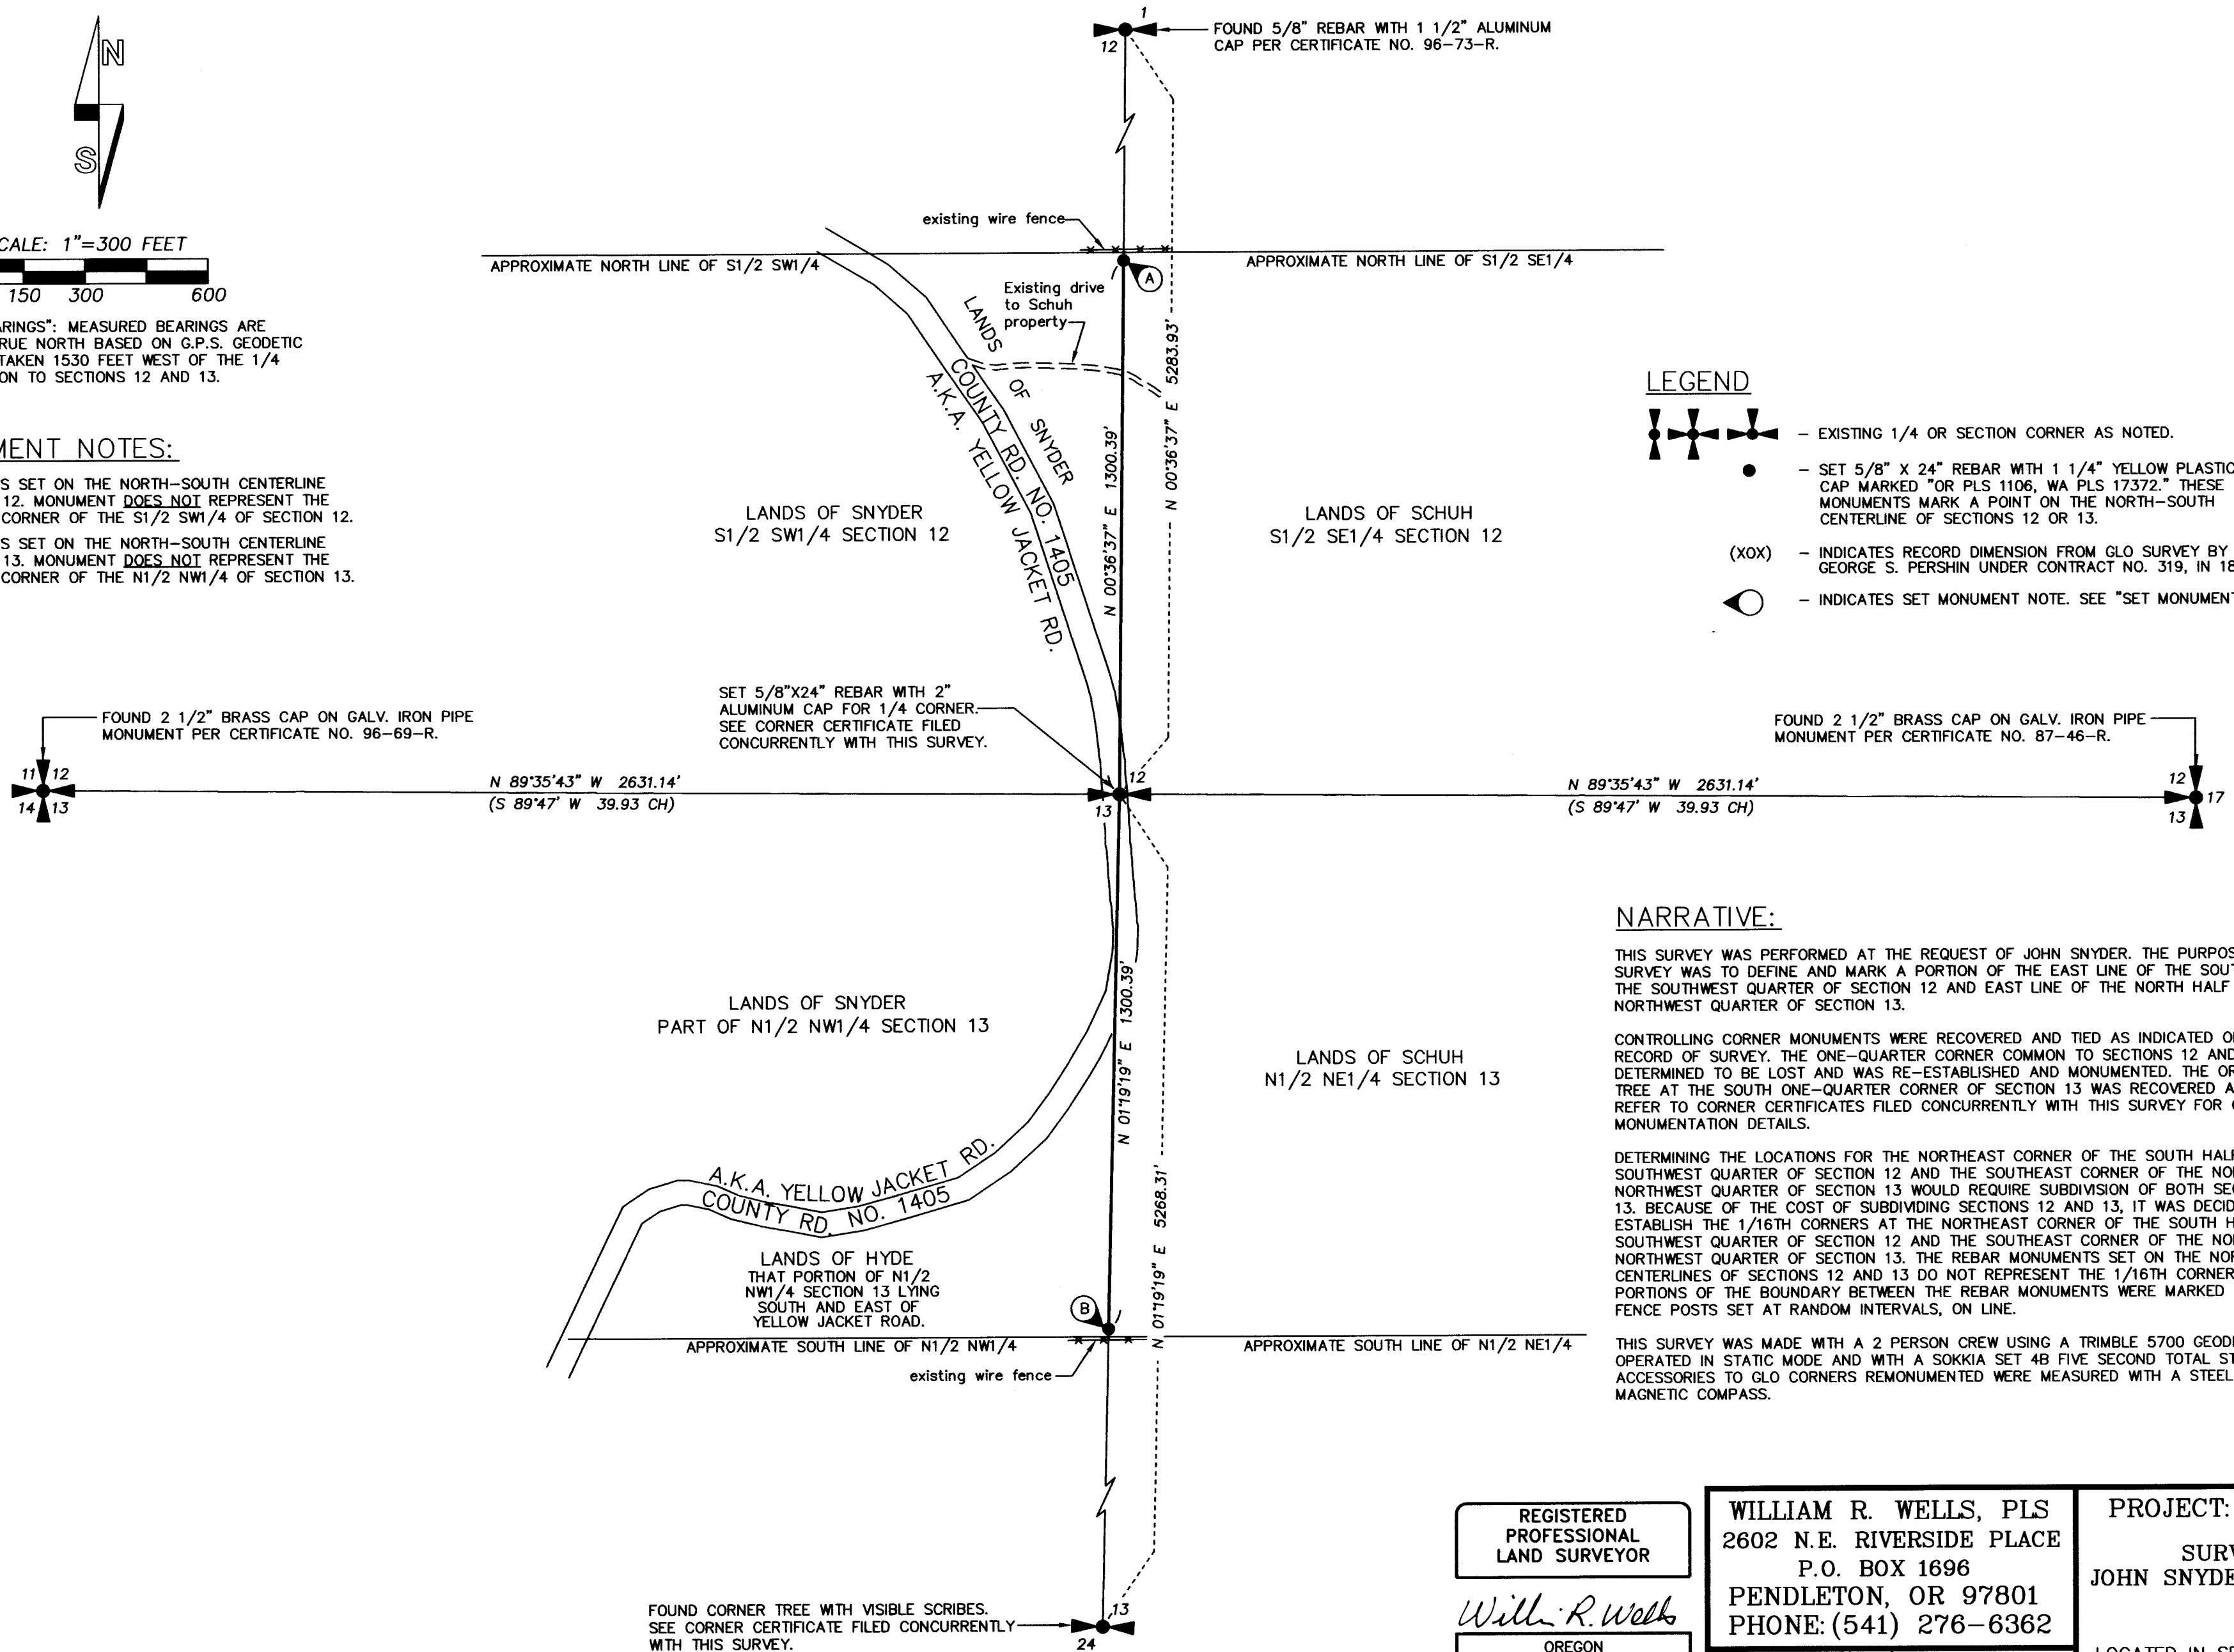 N
S
CALE: 1"=300 FEET
150 300 600
ARINGS": MEASURED BEARINGS ARE
RUE NORTH BASED ON G.P.S. GEODETIC
TAKEN 1530 FEET WEST OF THE 1/4
ON TO SECTIONS 12 AND 13.
MENT NOTES:
S SET ON THE NORTH-SOUTH CENTERLINE
12. MONUMENT DOES NOT REPRESENT THE
CORNER OF THE S1/2 SW1/4 OF SECTION 12.
S SET ON THE NORTH-SOUTH CENTERLINE
13. MONUMENT DOES NOT REPRESENT THE
CORNER OF THE N1/2 NW1/4 OF SECTION 13.
1
12
FOUND 5/8" REBAR WITH 1 1/2" ALUMINUM
CAP PER CERTIFICATE NO. 96-73-R.
existing wire fence
APPROXIMATE NORTH LINE OF S1/2 SW1/4
APPROXIMATE NORTH LINE OF S1/2 SE1/4
A
Existing drive
to Schuh
property
LANDS OF SNYDER
COUNTY RD. NO. 1405
A.K.A. YELLOW JACKET RD.
N 00°36'37" E 1300.39'
N 00°36'37" E 5283.93'
LANDS OF SNYDER
S1/2 SW1/4 SECTION 12
LANDS OF SCHUH
S1/2 SE1/4 SECTION 12
LEGEND
- EXISTING 1/4 OR SECTION CORNER AS NOTED.
- SET 5/8" X 24" REBAR WITH 1 1/4" YELLOW PLASTIC
CAP MARKED "OR PLS 1106, WA PLS 17372." THESE
MONUMENTS MARK A POINT ON THE NORTH-SOUTH
CENTERLINE OF SECTIONS 12 OR 13.
(XOX) - INDICATES RECORD DIMENSION FROM GLO SURVEY BY
GEORGE S. PERSHIN UNDER CONTRACT NO. 319, IN 18
- INDICATES SET MONUMENT NOTE. SEE "SET MONUMENT
SET 5/8"X24" REBAR WITH 2"
ALUMINUM CAP FOR 1/4 CORNER.
SEE CORNER CERTIFICATE FILED
CONCURRENTLY WITH THIS SURVEY.
FOUND 2 1/2" BRASS CAP ON GALV. IRON PIPE
MONUMENT PER CERTIFICATE NO. 96-69-R.
FOUND 2 1/2" BRASS CAP ON GALV. IRON PIPE
MONUMENT PER CERTIFICATE NO. 87-46-R.
11 12
14 13
N 89°35'43" W 2631.14'
(S 89°47' W 39.93 CH)
12
13
N 89°35'43" W 2631.14'
(S 89°47' W 39.93 CH)
12
17
13
LANDS OF SNYDER
PART OF N1/2 NW1/4 SECTION 13
N 01°19'19" E 1300.39'
LANDS OF SCHUH
N1/2 NE1/4 SECTION 13
N 01°19'19" E 5268.31'
A.K.A. YELLOW JACKET RD.
COUNTY RD. NO. 1405
LANDS OF HYDE
THAT PORTION OF N1/2
NW1/4 SECTION 13 LYING
SOUTH AND EAST OF
YELLOW JACKET ROAD.
B
APPROXIMATE SOUTH LINE OF N1/2 NW1/4
APPROXIMATE SOUTH LINE OF N1/2 NE1/4
existing wire fence
NARRATIVE:
THIS SURVEY WAS PERFORMED AT THE REQUEST OF JOHN SNYDER. THE PURPOS
SURVEY WAS TO DEFINE AND MARK A PORTION OF THE EAST LINE OF THE SOUT
THE SOUTHWEST QUARTER OF SECTION 12 AND EAST LINE OF THE NORTH HALF
NORTHWEST QUARTER OF SECTION 13.
CONTROLLING CORNER MONUMENTS WERE RECOVERED AND TIED AS INDICATED O
RECORD OF SURVEY. THE ONE-QUARTER CORNER COMMON TO SECTIONS 12 AND
DETERMINED TO BE LOST AND WAS RE-ESTABLISHED AND MONUMENTED. THE OR
TREE AT THE SOUTH ONE-QUARTER CORNER OF SECTION 13 WAS RECOVERED A
REFER TO CORNER CERTIFICATES FILED CONCURRENTLY WITH THIS SURVEY FOR
MONUMENTATION DETAILS.
DETERMINING THE LOCATIONS FOR THE NORTHEAST CORNER OF THE SOUTH HALF
SOUTHWEST QUARTER OF SECTION 12 AND THE SOUTHEAST CORNER OF THE NO
NORTHWEST QUARTER OF SECTION 13 WOULD REQUIRE SUBDIVISION OF BOTH SE
13. BECAUSE OF THE COST OF SUBDIVIDING SECTIONS 12 AND 13, IT WAS DECID
ESTABLISH THE 1/16TH CORNERS AT THE NORTHEAST CORNER OF THE SOUTH H
SOUTHWEST QUARTER OF SECTION 12 AND THE SOUTHEAST CORNER OF THE NO
NORTHWEST QUARTER OF SECTION 13. THE REBAR MONUMENTS SET ON THE NOR
CENTERLINES OF SECTIONS 12 AND 13 DO NOT REPRESENT THE 1/16TH CORNER
PORTIONS OF THE BOUNDARY BETWEEN THE REBAR MONUMENTS WERE MARKED
FENCE POSTS SET AT RANDOM INTERVALS, ON LINE.
THIS SURVEY WAS MADE WITH A 2 PERSON CREW USING A TRIMBLE 5700 GEOD
OPERATED IN STATIC MODE AND WITH A SOKKIA SET 4B FIVE SECOND TOTAL ST
ACCESSORIES TO GLO CORNERS REMONUMENTED WERE MEASURED WITH A STEEL
MAGNETIC COMPASS.
FOUND CORNER TREE WITH VISIBLE SCRIBES.
SEE CORNER CERTIFICATE FILED CONCURRENTLY
WITH THIS SURVEY.
13
24
REGISTERED
PROFESSIONAL
LAND SURVEYOR
Willi R. Wells
OREGON
WILLIAM R. WELLS, PLS
2602 N.E. RIVERSIDE PLACE
P.O. BOX 1696
PENDLETON, OR 97801
PHONE: (541) 276-6362
PROJECT:
SURV
JOHN SNYDE
LOCATED IN SE